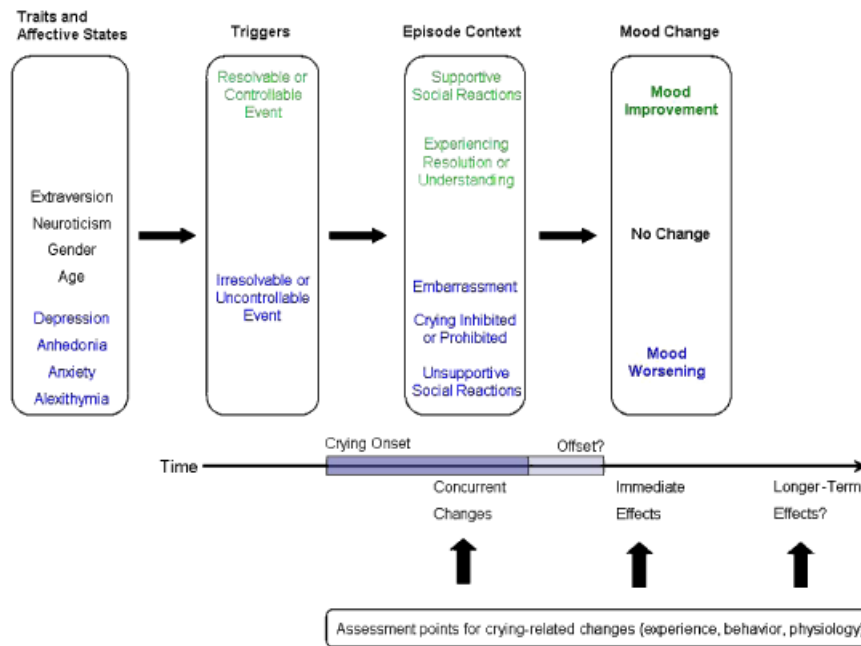 Traits and
Affective States
Triggers
Episode Context
Mood Change
Extraversion
Neuroticism
Gender
Age
Depression
Anhedonia
Anxiety
Alexithymia
Resolvable or
Controllable
Event
Irresolvable or
Uncontrollable
Event
Supportive
Social Reactions
Experiencing
Resolution or
Understanding
Embarrassment
Crying Inhibited
or Prohibited
Unsupportive
Social Reactions
Mood
Improvement
No Change
Mood
Worsening
Crying Onset
Offset?
Time
Concurrent
Changes
Immediate
Effects
Longer-Term
Effects?
Assessment points for crying-related changes (experience, behavior, physiology)